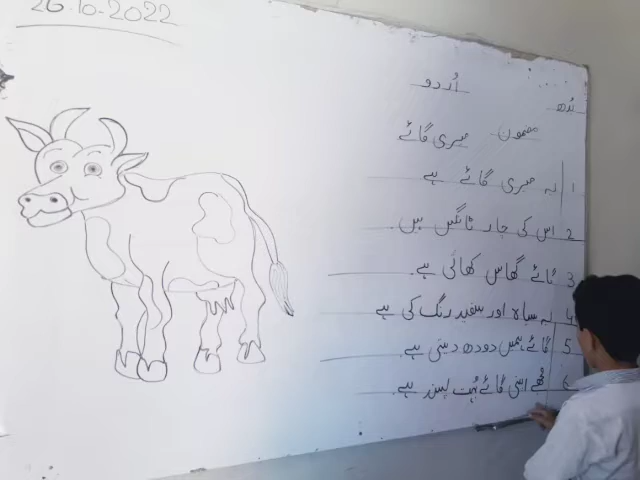 26.10-2022
اُردو
بُدھ
مضمون میری گائے
1 یہ میری گائے ہے
2 اس کی چار ٹانگیں ہیں.
3 گائے گھاس کھاتی ہے.
4 یہ سیاہ اور سفید رنگ کی ہے
5 گائے ہمیں دودھ دیتی ہے.
6 مجھے اپنی گائے بُہت پسند ہے.